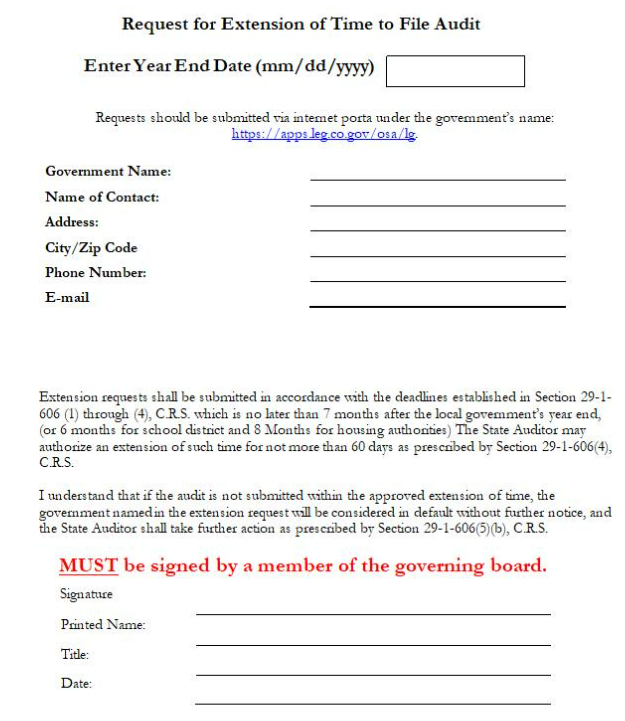 Request for Extension of Time to File Audit
Enter Year End Date (mm/dd/yyyy)
Requests should be submitted via internet porta under the government's name:
https://apps.leg.co.gov/osa/lg.
Government Name:
Name of Contact:
Address:
City/Zip Code
Phone Number:
E-mail
Extension requests shall be submitted in accordance with the deadlines established in Section 29-1-
606 (1) through (4), C.R.S. which is no later than 7 months after the local government's year end,
(or 6 months for school district and 8 Months for housing authorities) The State Auditor may
authorize an extension of such time for not more than 60 days as prescribed by Section 29-1-606(4),
C.R.S.
I understand that if the audit is not submitted within the approved extension of time, the
government named in the extension request will be considered in default without further notice, and
the State Auditor shall take further action as prescribed by Section 29-1-606(5)(b), C.R.S.
MUST be signed by a member of the governing board.
Signature
Printed Name:
Title:
Date: